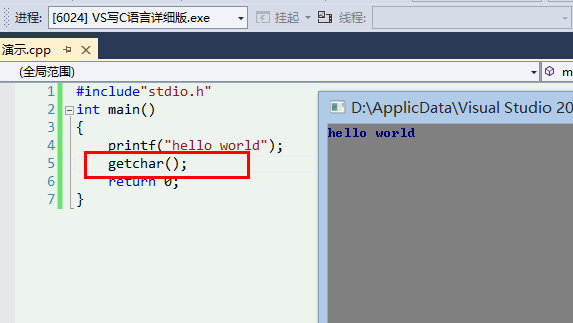 进程: [6024] VS写C语言详细版.exe 挂起 线程:
演示.cpp
(全局范围) m
1 #include"stdio.h"
2 int main()
3 {
4 printf("hello world");
5 getchar();
6 return 0;
7 }
D:\ApplicData\Visual Studio 20
hello world